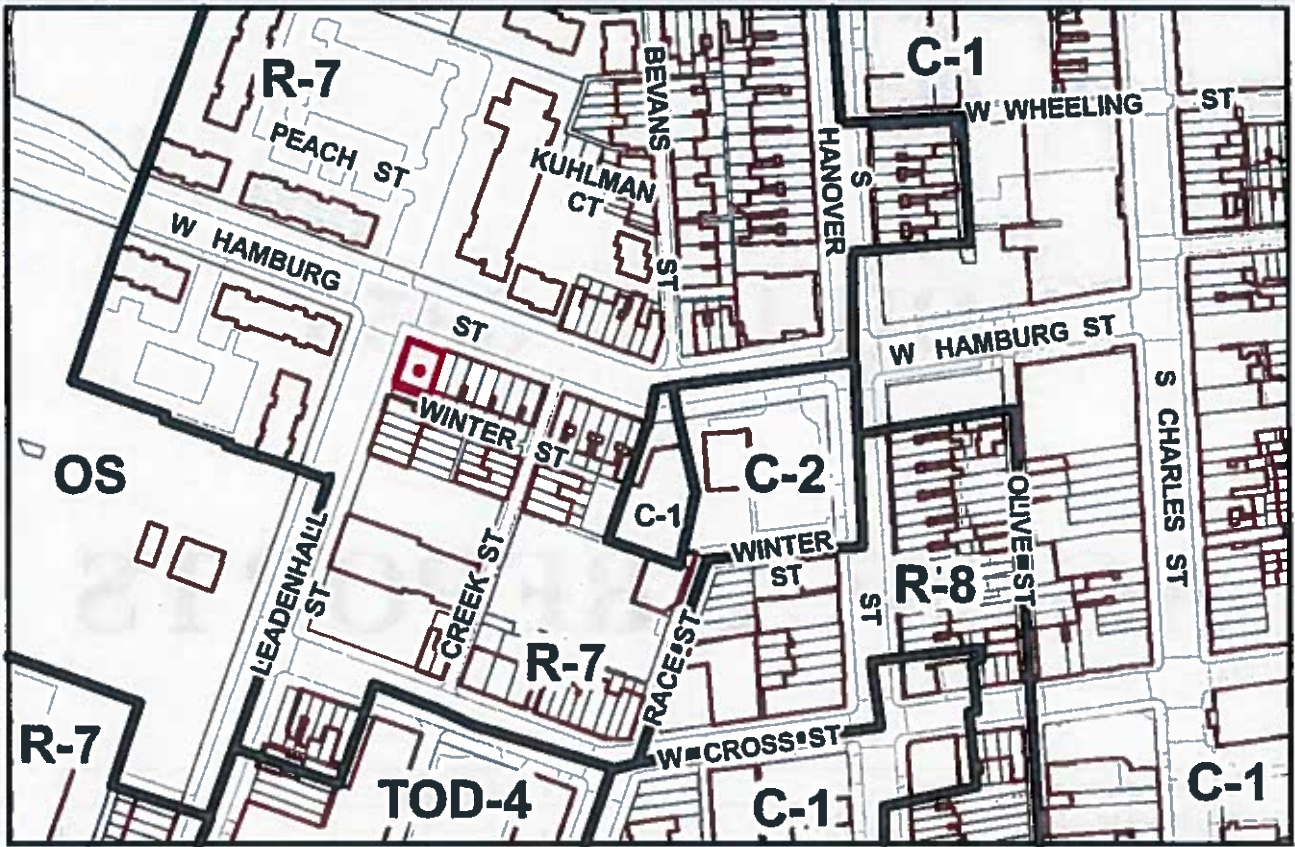 R-7
C-1
BEVANS
ST
W WHEELING
ST
PEACH ST
KUHLMAN
CT
HANOVER
S
W HAMBURG
ST
W HAMBURG ST
WINTER ST
S CHARLES ST
OS
C-2
C-1
OLIVE ST
WINTER
ST
LEADENHALL
ST
CREEK ST
R-8
ST
R-7
RACE ST
R-7
W CROSS ST
TOD-4
C-1
C-1